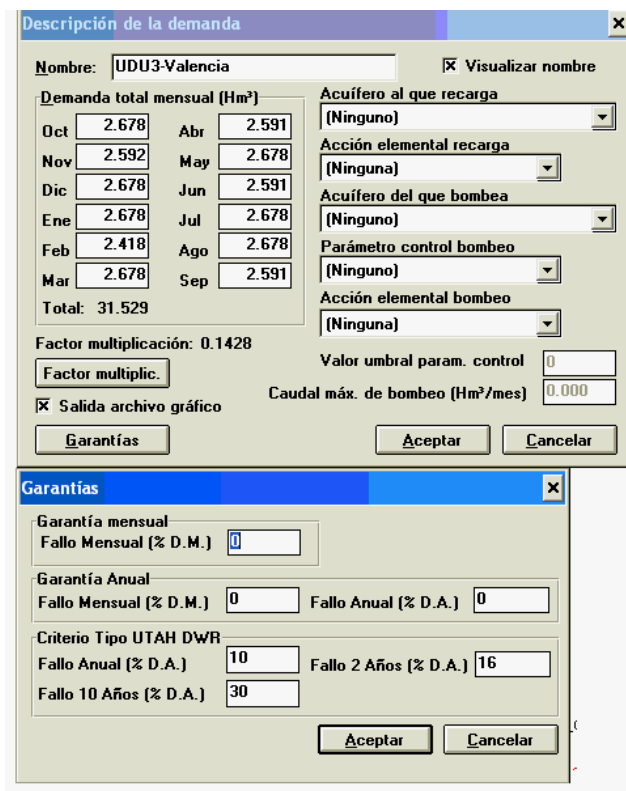 Descripción de la demanda
Nombre: UDU3-Valencia
Visualizar nombre
Demanda total mensual (Hm³)
Oct 2.678 Abr 2.591
Nov 2.592 May 2.678
Dic 2.678 Jun 2.591
Ene 2.678 Jul 2.678
Feb 2.418 Ago 2.678
Mar 2.678 Sep 2.591
Total: 31.529
Factor multiplicación: 0.1428
Factor multiplic.
Salida archivo gráfico
Garantías
Acuífero al que recarga
(Ninguno)
Acción elemental recarga
(Ninguna)
Acuífero del que bombea
(Ninguno)
Parámetro control bombeo
(Ninguno)
Acción elemental bombeo
(Ninguna)
Valor umbral param. control 0
Caudal máx. de bombeo (Hm³/mes) 0.000
Aceptar Cancelar
Garantías
Garantía mensual
Fallo Mensual (% D.M.) 0
Garantía Anual
Fallo Mensual (% D.M.) 0 Fallo Anual (% D.A.) 0
Criterio Tipo UTAH DWR
Fallo Anual (% D.A.) 10 Fallo 2 Años (% D.A.) 16
Fallo 10 Años (% D.A.) 30
Aceptar Cancelar